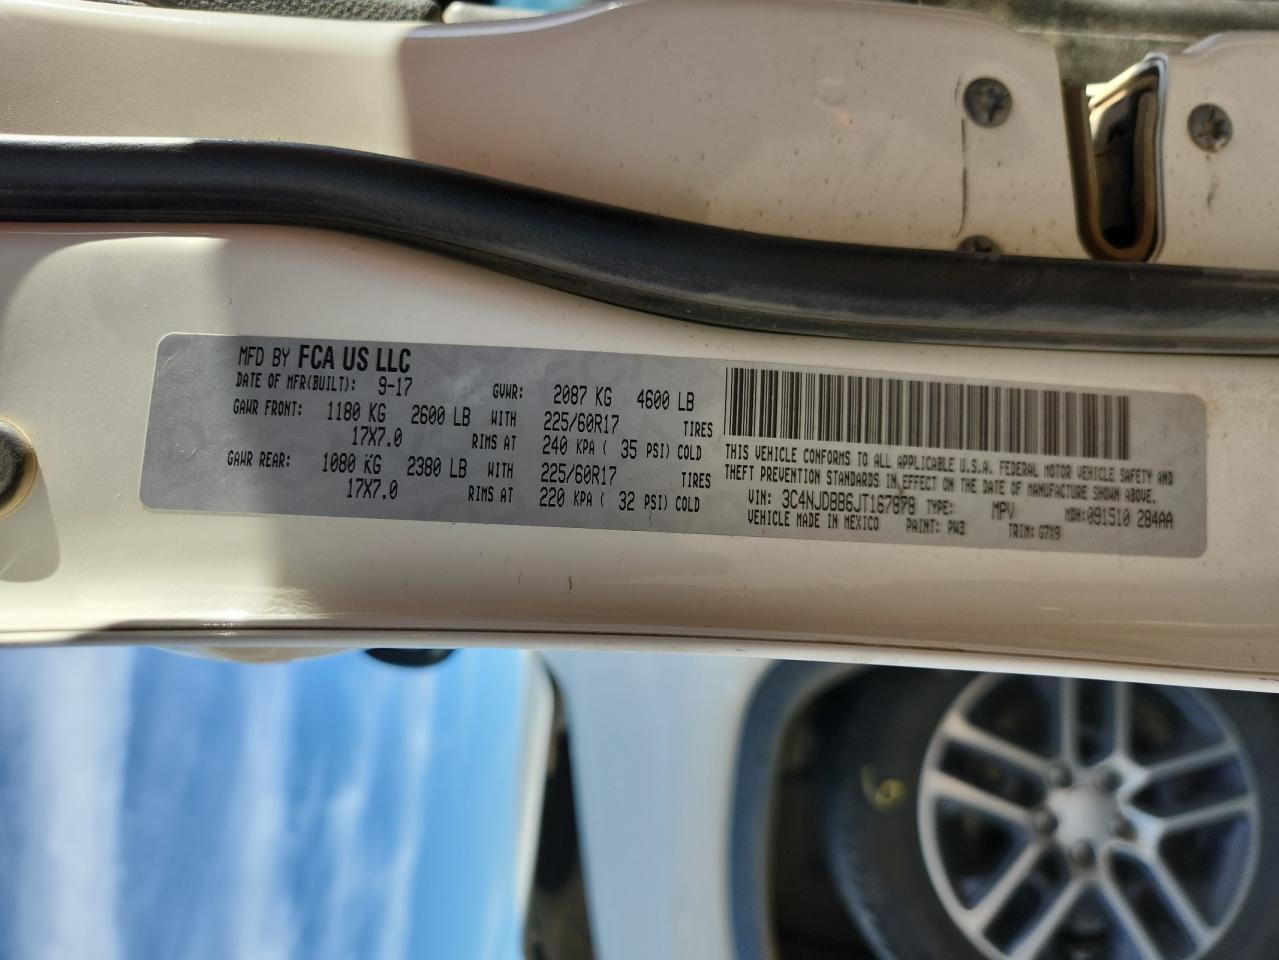 MFD BY FCA US LLC
DATE OF MFR(BUILT): 9-17 GVWR: 2087 KG 4600 LB
GAWR FRONT: 1180 KG 2600 LB WITH 225/60R17 TIRES
17X7.0 RIMS AT 240 KPA ( 35 PSI) COLD
GAWR REAR: 1080 KG 2380 LB WITH 225/60R17 TIRES
17X7.0 RIMS AT 220 KPA ( 32 PSI) COLD
THIS VEHICLE CONFORMS TO ALL APPLICABLE U.S.A. FEDERAL MOTOR VEHICLE SAFETY AND
THEFT PREVENTION STANDARDS IN EFFECT ON THE DATE OF MANUFACTURE SHOWN ABOVE.
VIN: 3C4NJDBB6JT167878 TYPE: MPV MDH:091510 284AA
VEHICLE MADE IN MEXICO PAINT: PW3 TRIM: G7X9